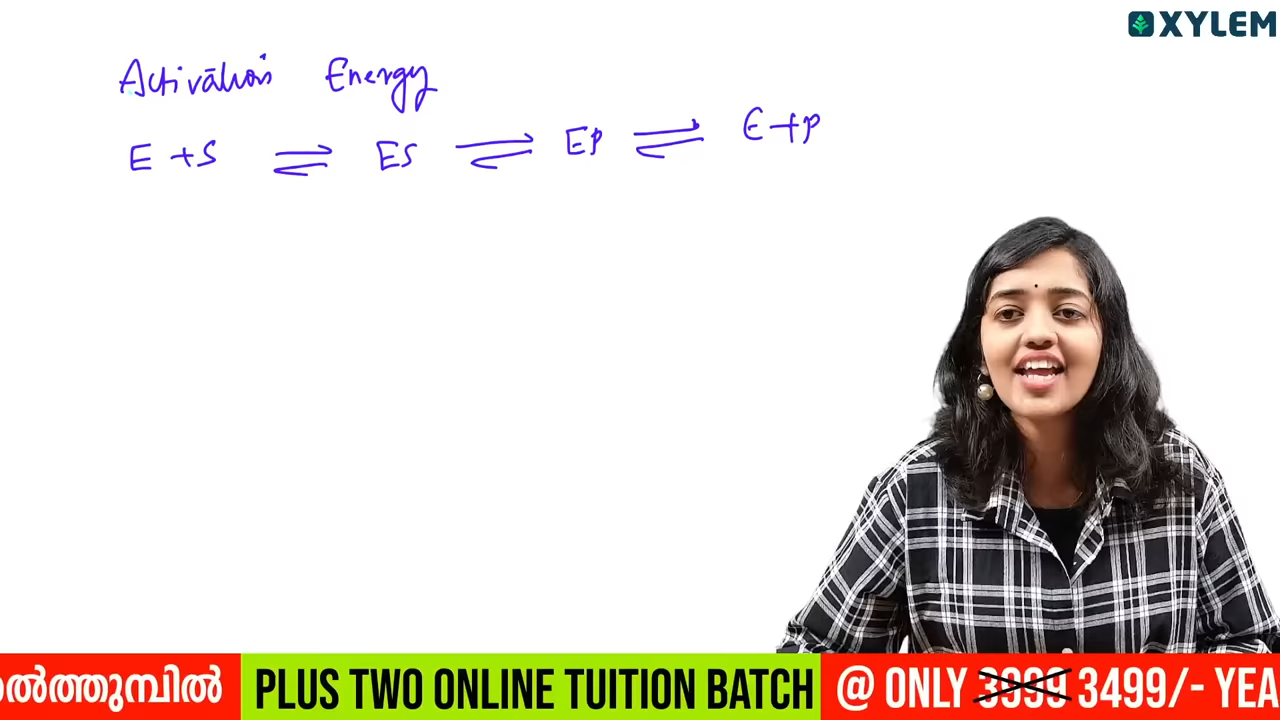 XYLEM
Activation Energy
E + S ⇌ ES ⇌ EP ⇌ E + P
ൽത്തുമ്പിൽ PLUS TWO ONLINE TUITION BATCH @ ONLY 3999 3499/- YEA